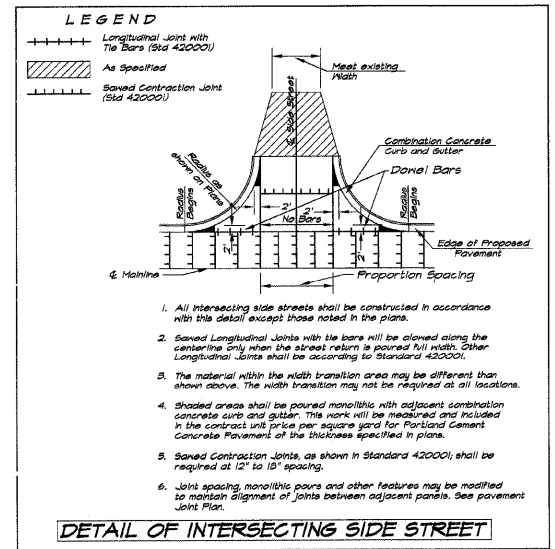 LEGEND
Longitudinal Joint with
Tie Bars (Std 420001)
As Specified
Sawed Contraction Joint
(Std 420001)
Meet existing
Width
℄ Side Street
Combination Concrete
Curb and Gutter
Radius as
shown on Plans
Dowel Bars
Radius
Begins
2'
2'
No Bars
Radius
Begins
2'
2'
Edge of Proposed
Pavement
℄ Mainline
Proportion Spacing
1. All intersecting side streets shall be constructed in accordance
with this detail except those noted in the plans.
2. Sawed Longitudinal Joints with tie bars will be allowed along the
centerline only when the street return is poured full width. Other
Longitudinal Joints shall be according to Standard 420001.
3. The material within the width transition area may be different than
shown above. The width transition may not be required at all locations.
4. Shaded areas shall be poured monolithic with adjacent combination
concrete curb and gutter. This work will be measured and included
in the contract unit price per square yard for Portland Cement
Concrete Pavement of the thickness specified in plans.
5. Sawed Contraction Joints, as shown in Standard 420001; shall be
required at 12" to 18" spacing.
6. Joint spacing, monolithic pours and other features may be modified
to maintain alignment of joints between adjacent panels. See pavement
Joint Plan.
DETAIL OF INTERSECTING SIDE STREET